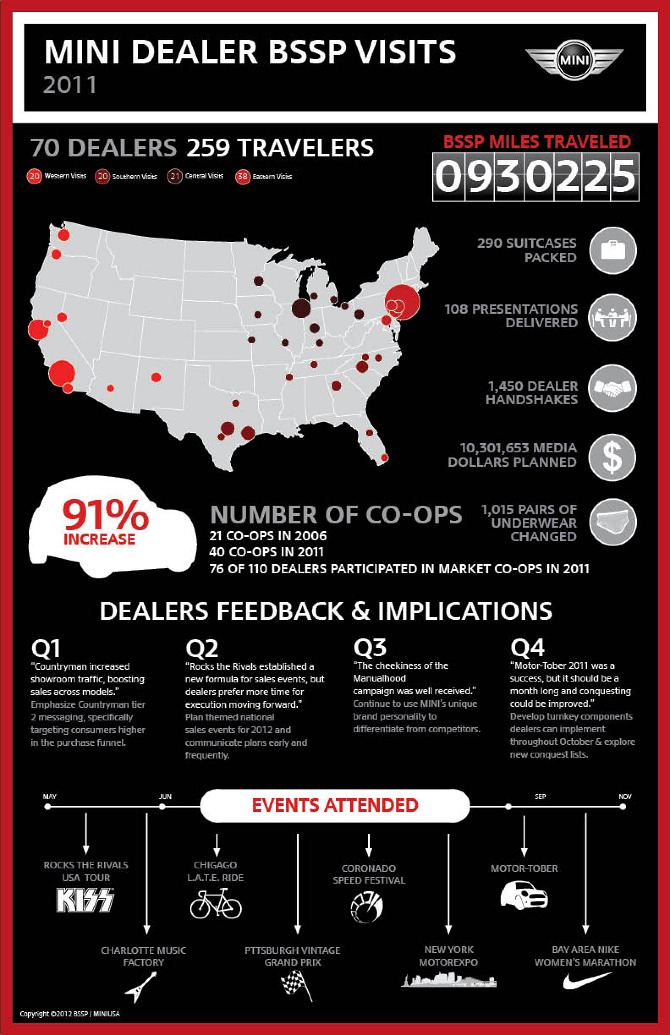 MINI DEALER BSSP VISITS
2011
MINI
70 DEALERS 259 TRAVELERS
20 Western Visits 20 Southern Visits 21 Central Visits 38 Eastern Visits
BSSP MILES TRAVELED
0930225
290 SUITCASES
PACKED
108 PRESENTATIONS
DELIVERED
1,450 DEALER
HANDSHAKES
10,301,653 MEDIA
DOLLARS PLANNED
$
1,015 PAIRS OF
UNDERWEAR
CHANGED
91%
INCREASE
NUMBER OF CO-OPS
21 CO-OPS IN 2006
40 CO-OPS IN 2011
76 OF 110 DEALERS PARTICIPATED IN MARKET CO-OPS IN 2011
DEALERS FEEDBACK & IMPLICATIONS
Q1
"Countryman increased
showroom traffic, boosting
sales across models."
Emphasize Countryman tier
2 messaging, specifically
targeting consumers higher
in the purchase funnel.
Q2
"Rocks the Rivals established a
new formula for sales events, but
dealers prefer more time for
execution moving forward."
Plan themed national
sales events for 2012 and
communicate plans early and
frequently.
Q3
"The cheekiness of the
Manualhood
campaign was well received."
Continue to use MINI's unique
brand personality to
differentiate from competitors.
Q4
"Motor-Tober 2011 was a
success, but it should be a
month long and conquesting
could be improved."
Develop turnkey components
dealers can implement
throughout October & explore
new conquest lists.
MAY
JUN
EVENTS ATTENDED
SEP
NOV
ROCKS THE RIVALS
USA TOUR
KISS
CHIGAGO
L.A.T.E. RIDE
CORONADO
SPEED FESTIVAL
MOTOR-TOBER
CHARLOTTE MUSIC
FACTORY
PTTSBURGH VINTAGE
GRAND PRIX
NEW YORK
MOTOREXPO
BAY AREA NIKE
WOMEN'S MARATHON
Copyright ©2012 BSSP | MINIUSA